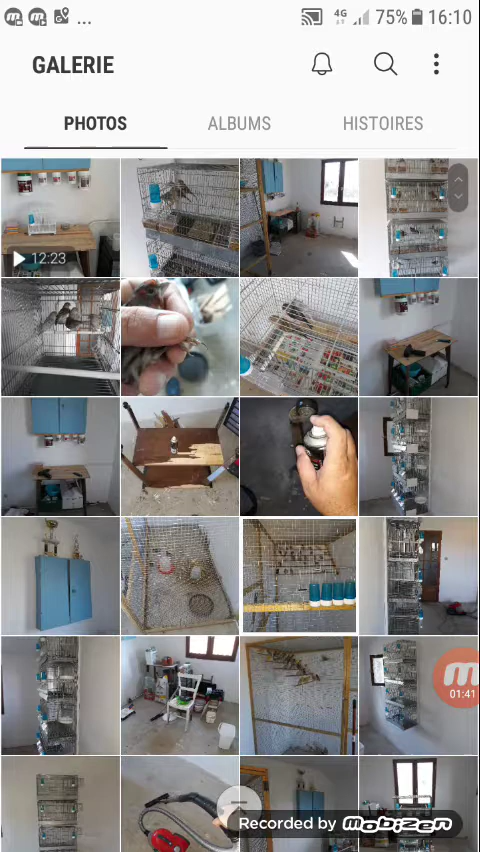 ... 4G 75% 16:10
GALERIE
PHOTOS ALBUMS HISTOIRES
12:23
01:41
Recorded by mobizen